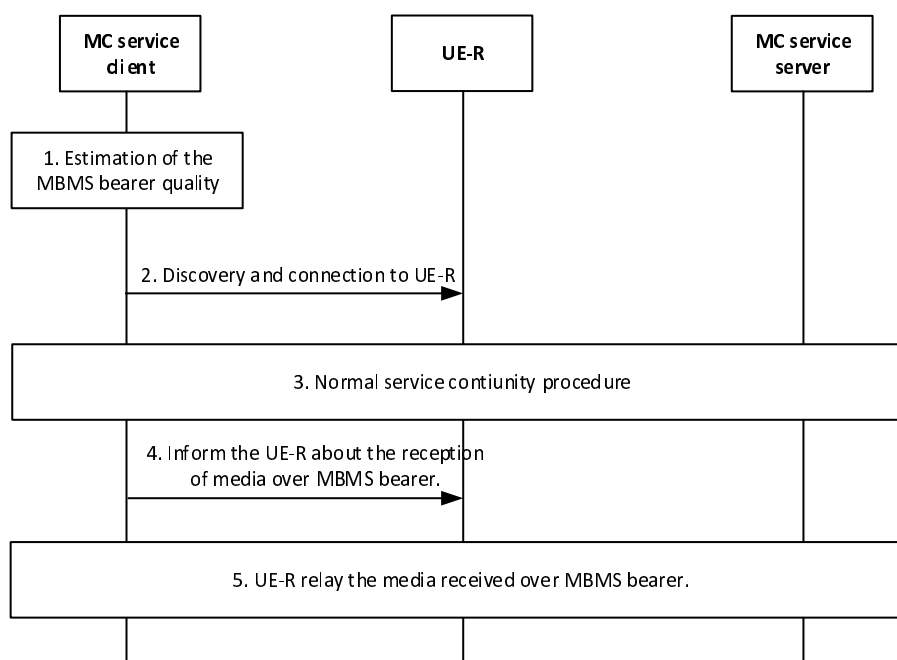 MC service
client
UE-R
MC service
server
1. Estimation of the
MBMS bearer quality
2. Discovery and connection to UE-R
3. Normal service contiunity procedure
4. Inform the UE-R about the reception
of media over MBMS bearer.
5. UE-R relay the media received over MBMS bearer.